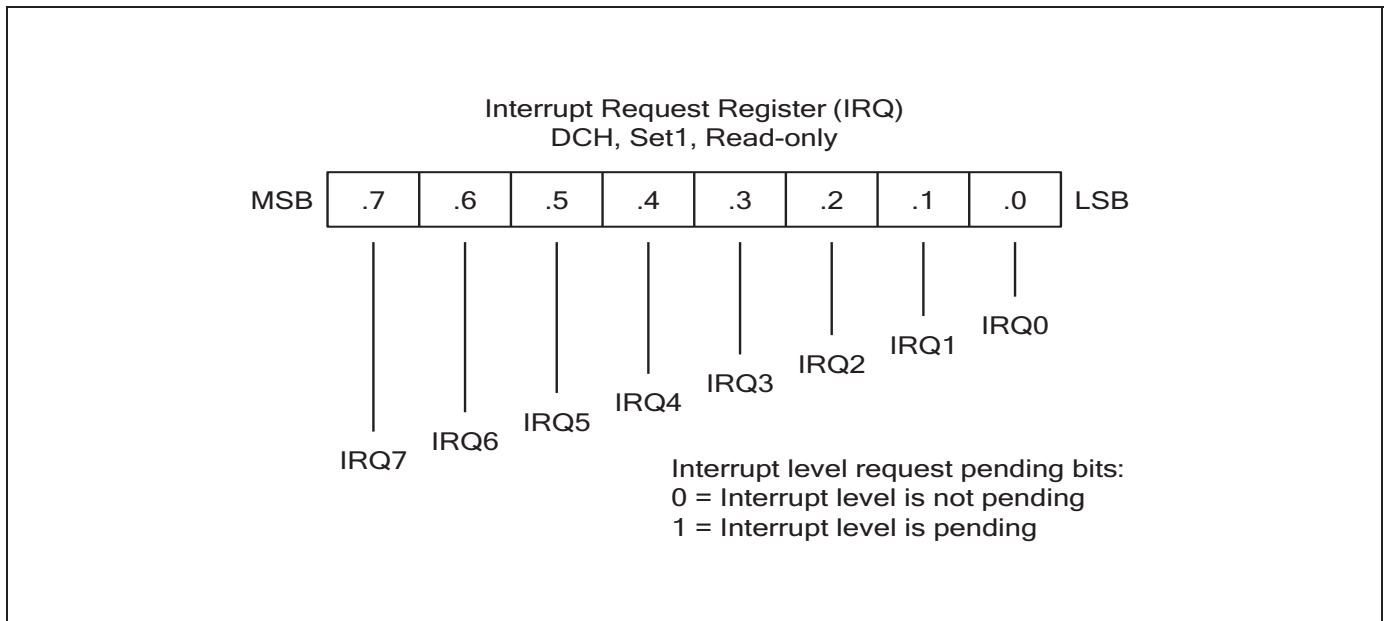 Interrupt Request Register (IRQ)
DCH, Set1, Read-only
MSB .7 .6 .5 .4 .3 .2 .1 .0 LSB
IRQ7 IRQ6 IRQ5 IRQ4 IRQ3 IRQ2 IRQ1 IRQ0
Interrupt level request pending bits:
0 = Interrupt level is not pending
1 = Interrupt level is pending